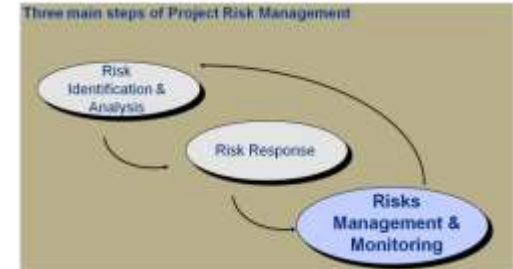 Three main steps of Project Risk Management
Risk
Identification &
Analysis
Risk Response
Risks
Management &
Monitoring